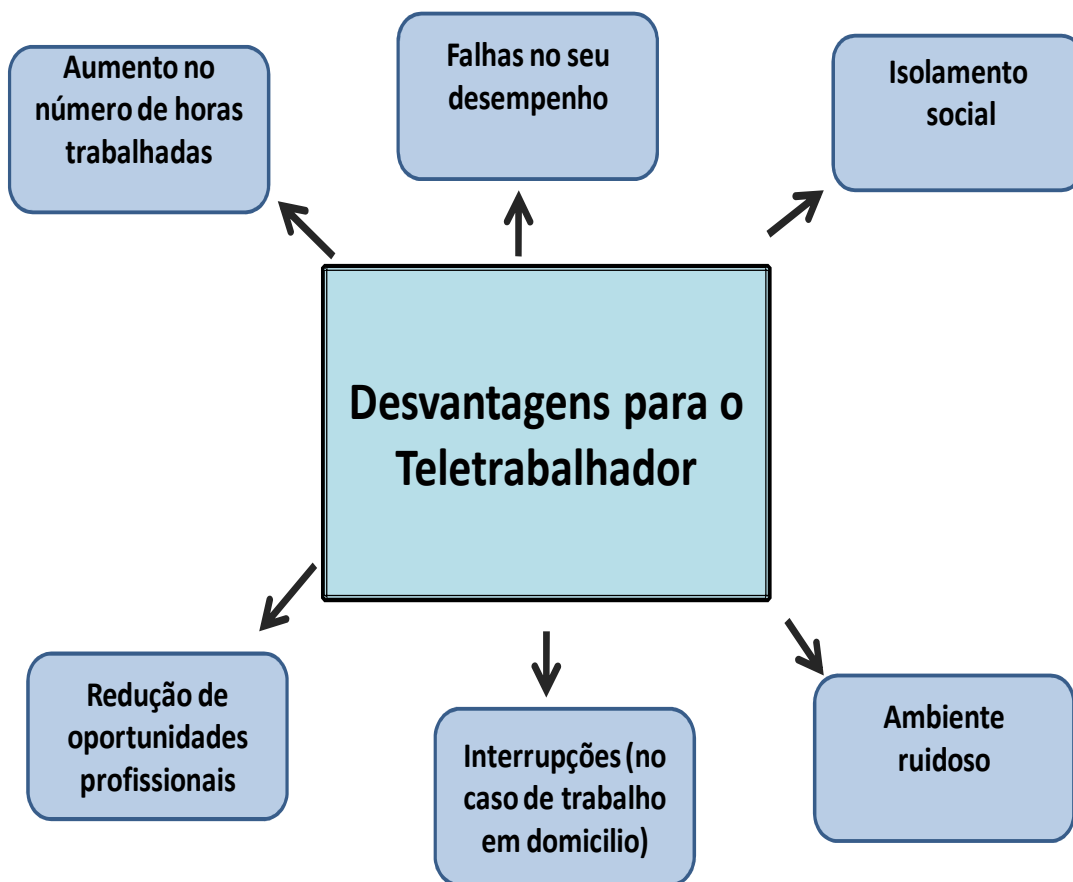 Aumento no
número de horas
trabalhadas
Falhas no seu
desempenho
Isolamento
social
Desvantagens para o
Teletrabalhador
Redução de
oportunidades
profissionais
Interrupções (no
caso de trabalho
em domicilio)
Ambiente
ruidoso